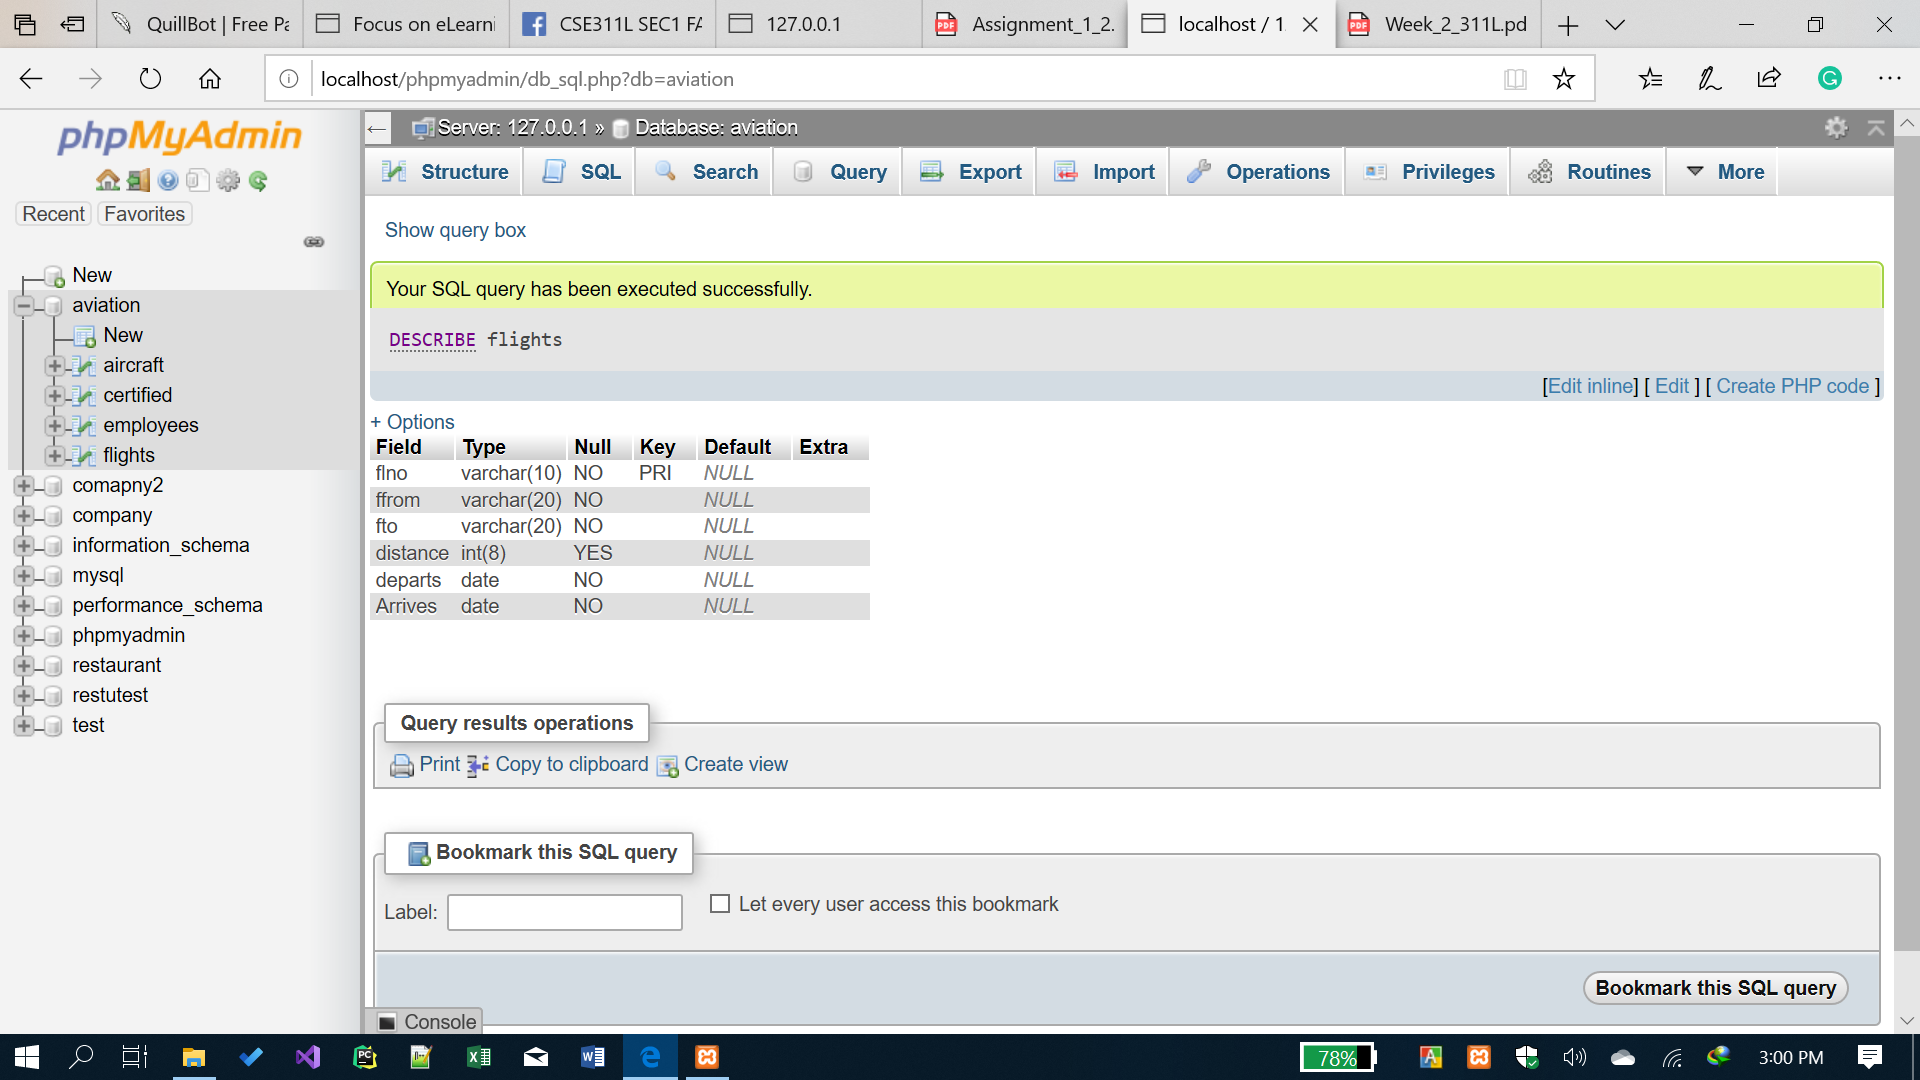 QuillBot | Free Pa
Focus on eLearni
CSE311L SEC1 FA
127.0.0.1
Assignment_1_2.
localhost / 1
Week_2_311L.pd
localhost/phpmyadmin/db_sql.php?db=aviation
phpMyAdmin
Recent Favorites
New
aviation
New
aircraft
certified
employees
flights
comapny2
company
information_schema
mysql
performance_schema
phpmyadmin
restaurant
restutest
test
Server: 127.0.0.1 » Database: aviation
Structure SQL Search Query Export Import Operations Privileges Routines More
Show query box
Your SQL query has been executed successfully.
DESCRIBE flights
[Edit inline] [ Edit ] [ Create PHP code ]
+ Options
Field Type Null Key Default Extra
flno varchar(10) NO PRI NULL
ffrom varchar(20) NO NULL
fto varchar(20) NO NULL
distance int(8) YES NULL
departs date NO NULL
Arrives date NO NULL
Query results operations
Print Copy to clipboard Create view
Bookmark this SQL query
Label: Let every user access this bookmark
Bookmark this SQL query
Console
78%
3:00 PM